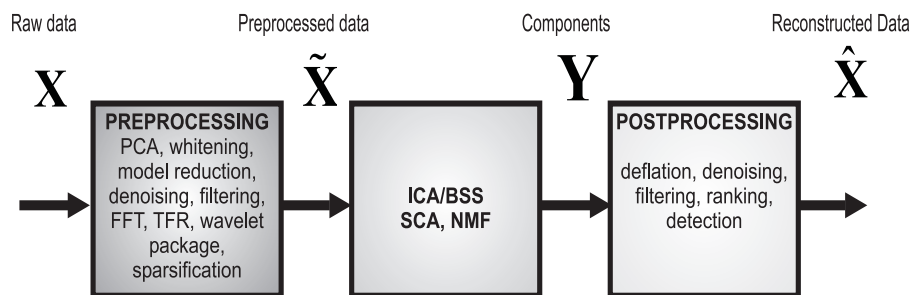 Raw data
Preprocessed data
Components
Reconstructed Data
X
X̃
Y
X̂
PREPROCESSING
PCA, whitening,
model reduction,
denoising, filtering,
FFT, TFR, wavelet
package,
sparsification
ICA/BSS
SCA, NMF
POSTPROCESSING
deflation, denoising,
filtering, ranking,
detection